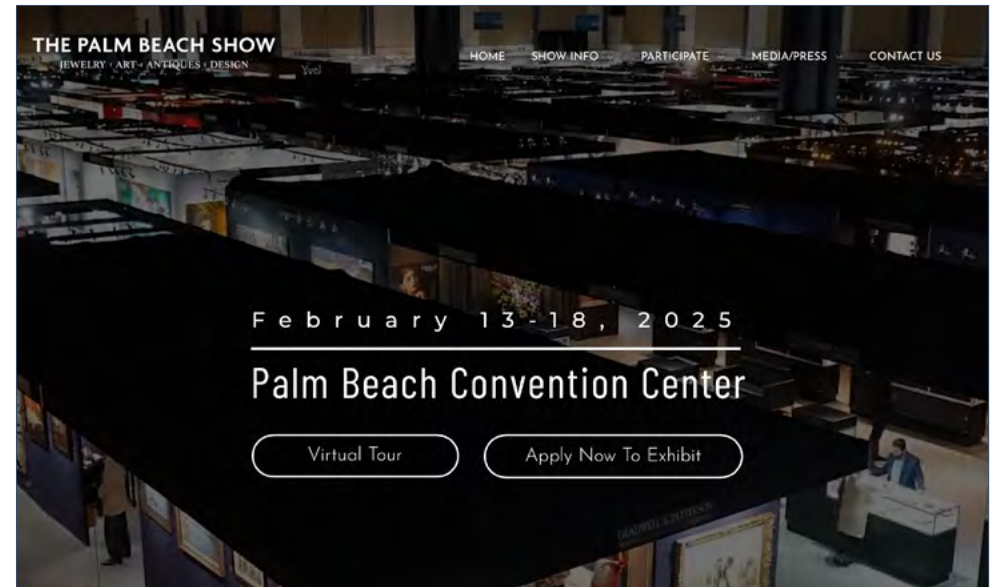 THE PALM BEACH SHOW
JEWELRY • ART • ANTIQUES • DESIGN
HOME SHOW INFO PARTICIPATE MEDIA/PRESS CONTACT US
Yvel
February 13-18, 2025
Palm Beach Convention Center
Virtual Tour Apply Now To Exhibit